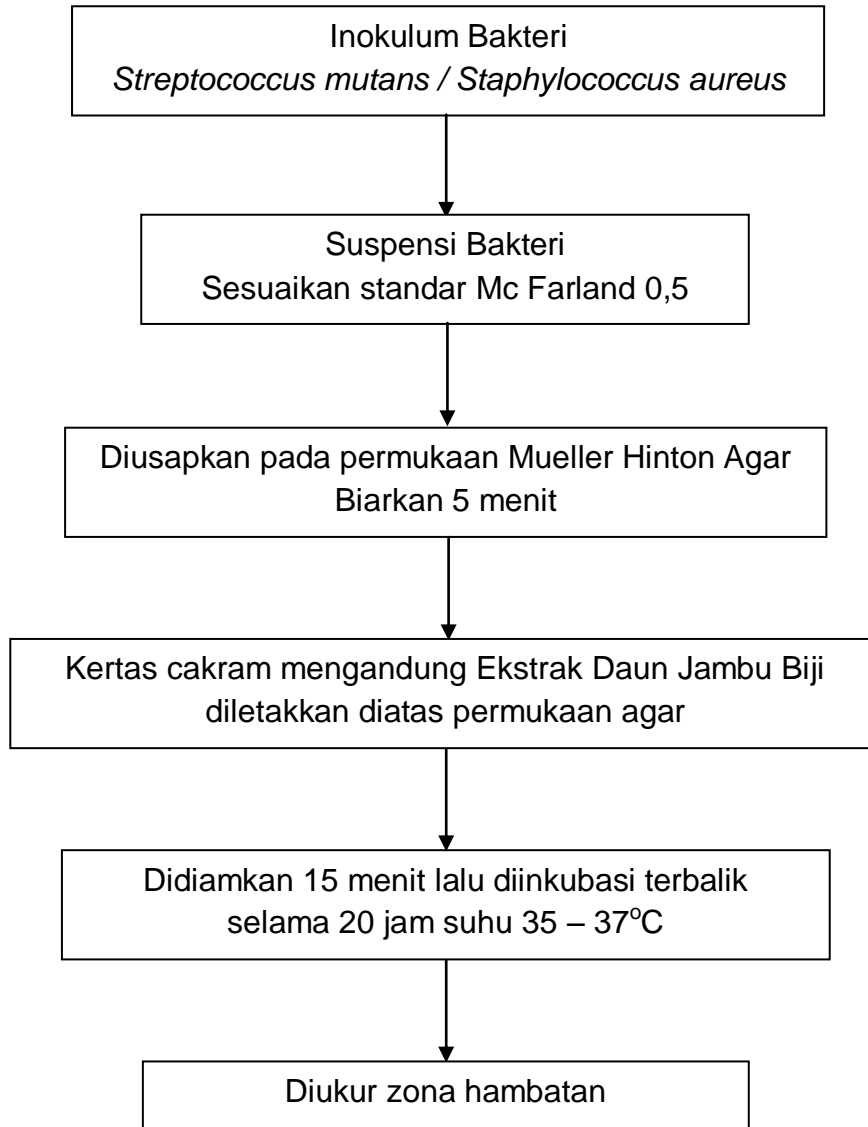 Inokulum Bakteri
Streptococcus mutans / Staphylococcus aureus
Suspensi Bakteri
Sesuaikan standar Mc Farland 0,5
Diusapkan pada permukaan Mueller Hinton Agar
Biarkan 5 menit
Kertas cakram mengandung Ekstrak Daun Jambu Biji
diletakkan diatas permukaan agar
Didiamkan 15 menit lalu diinkubasi terbalik
selama 20 jam suhu 35 – 37°C
Diukur zona hambatan